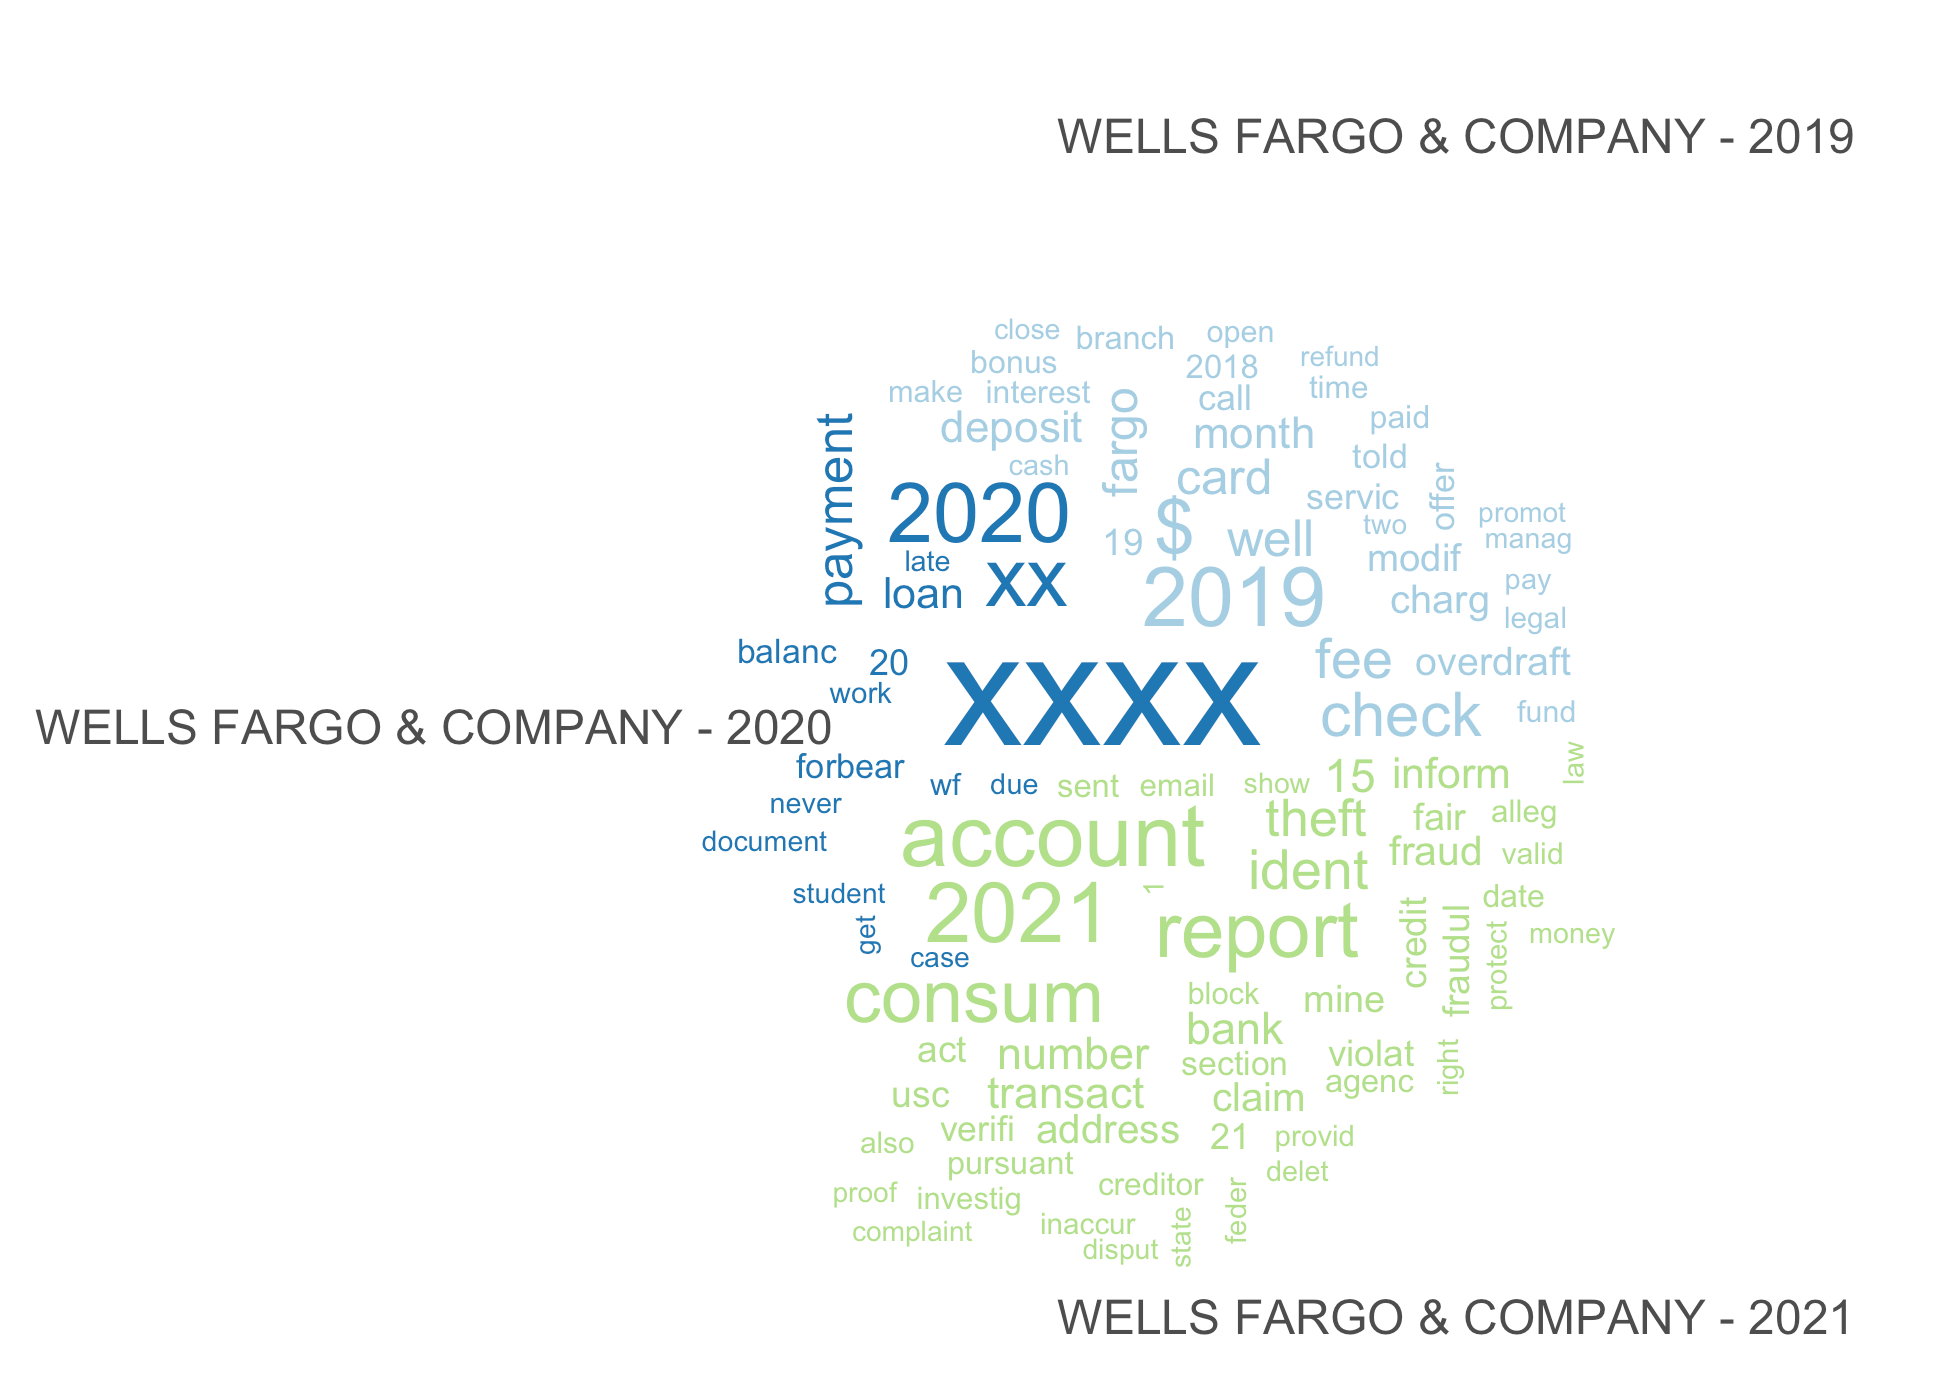 WELLS FARGO & COMPANY - 2019
close branch open
bonus 2018 refund
make interest call time
payment deposit fargo month paid
cash card told
2020 $ servic offer
19 well two promot
late xx modif manag
loan 2019 charg pay
legal
balanc 20 fee overdraft
work xxxx check fund
WELLS FARGO & COMPANY - 2020
forbear wf due sent email show 15 inform law
never account theft fair alleg
document ident fraud valid
student 2021 1 report credit fraudul date
get case protect money
consum block mine
bank
act number section violat right
usc transact claim agenc
also verifi address 21 provid
pursuant delet
proof investig creditor feder
complaint inaccur state
disput
WELLS FARGO & COMPANY - 2021